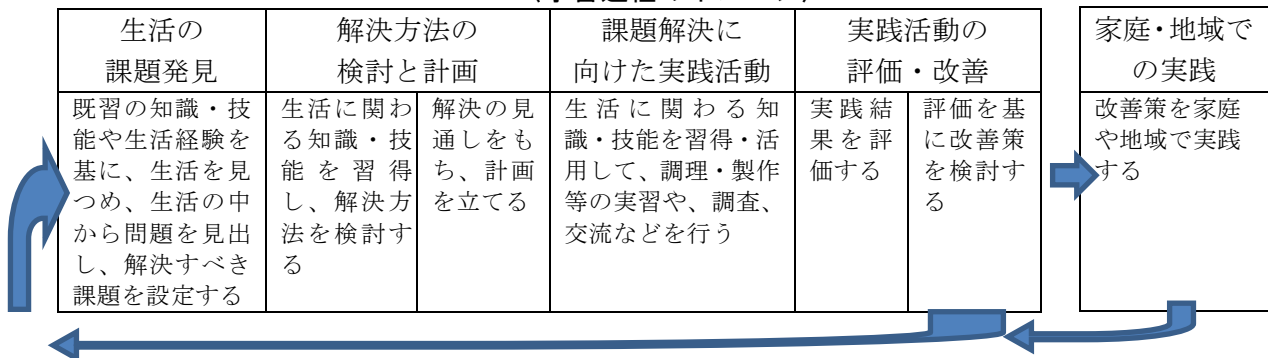 生活の
課題発見
解決方法の
検討と計画
課題解決に
向けた実践活動
実践活動の
評価・改善
家庭・地域で
の実践
既習の知識・技
能や生活経験を
基に、生活を見
つめ、生活の中
から問題を見出
し、解決すべき
課題を設定する
生活に関わ
る知識・技
能を習得
し、解決方
法を検討す
る
解決の見
通しをも
ち、計画
を立てる
生活に関わる知
識・技能を習得・活
用して、調理・製作
等の実習や、調査、
交流などを行う
実践結
果を評
価する
評価を基
に改善策
を検討す
る
改善策を家庭
や地域で実践
する